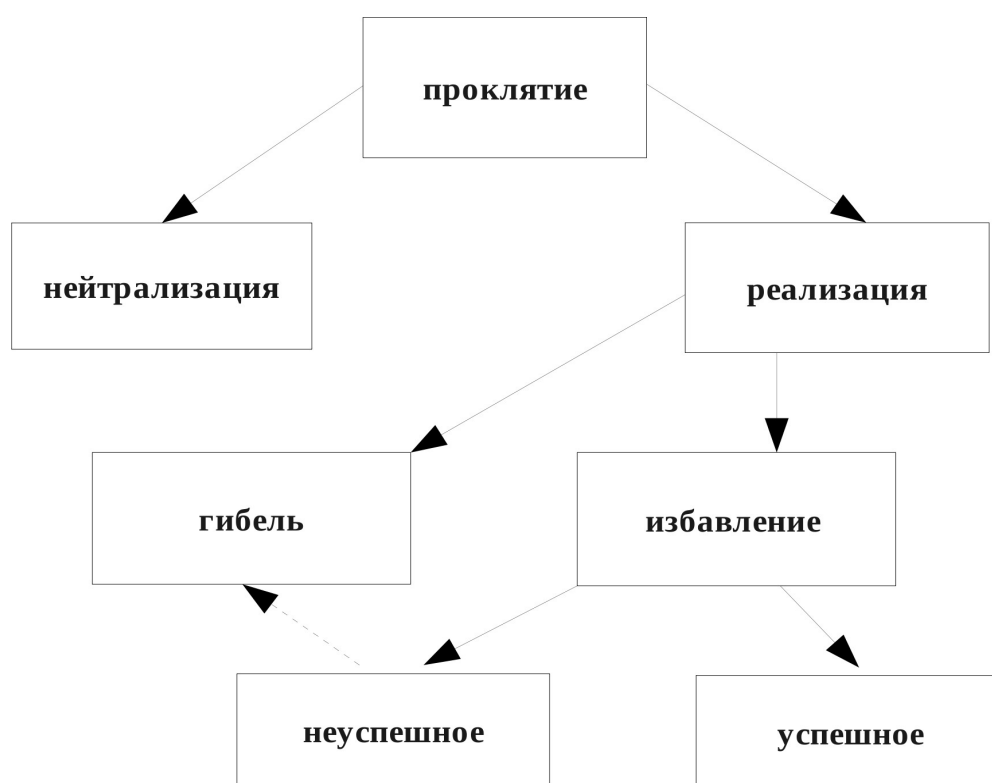 проклятие
нейтрализация
реализация
гибель
избавление
неуспешное
успешное